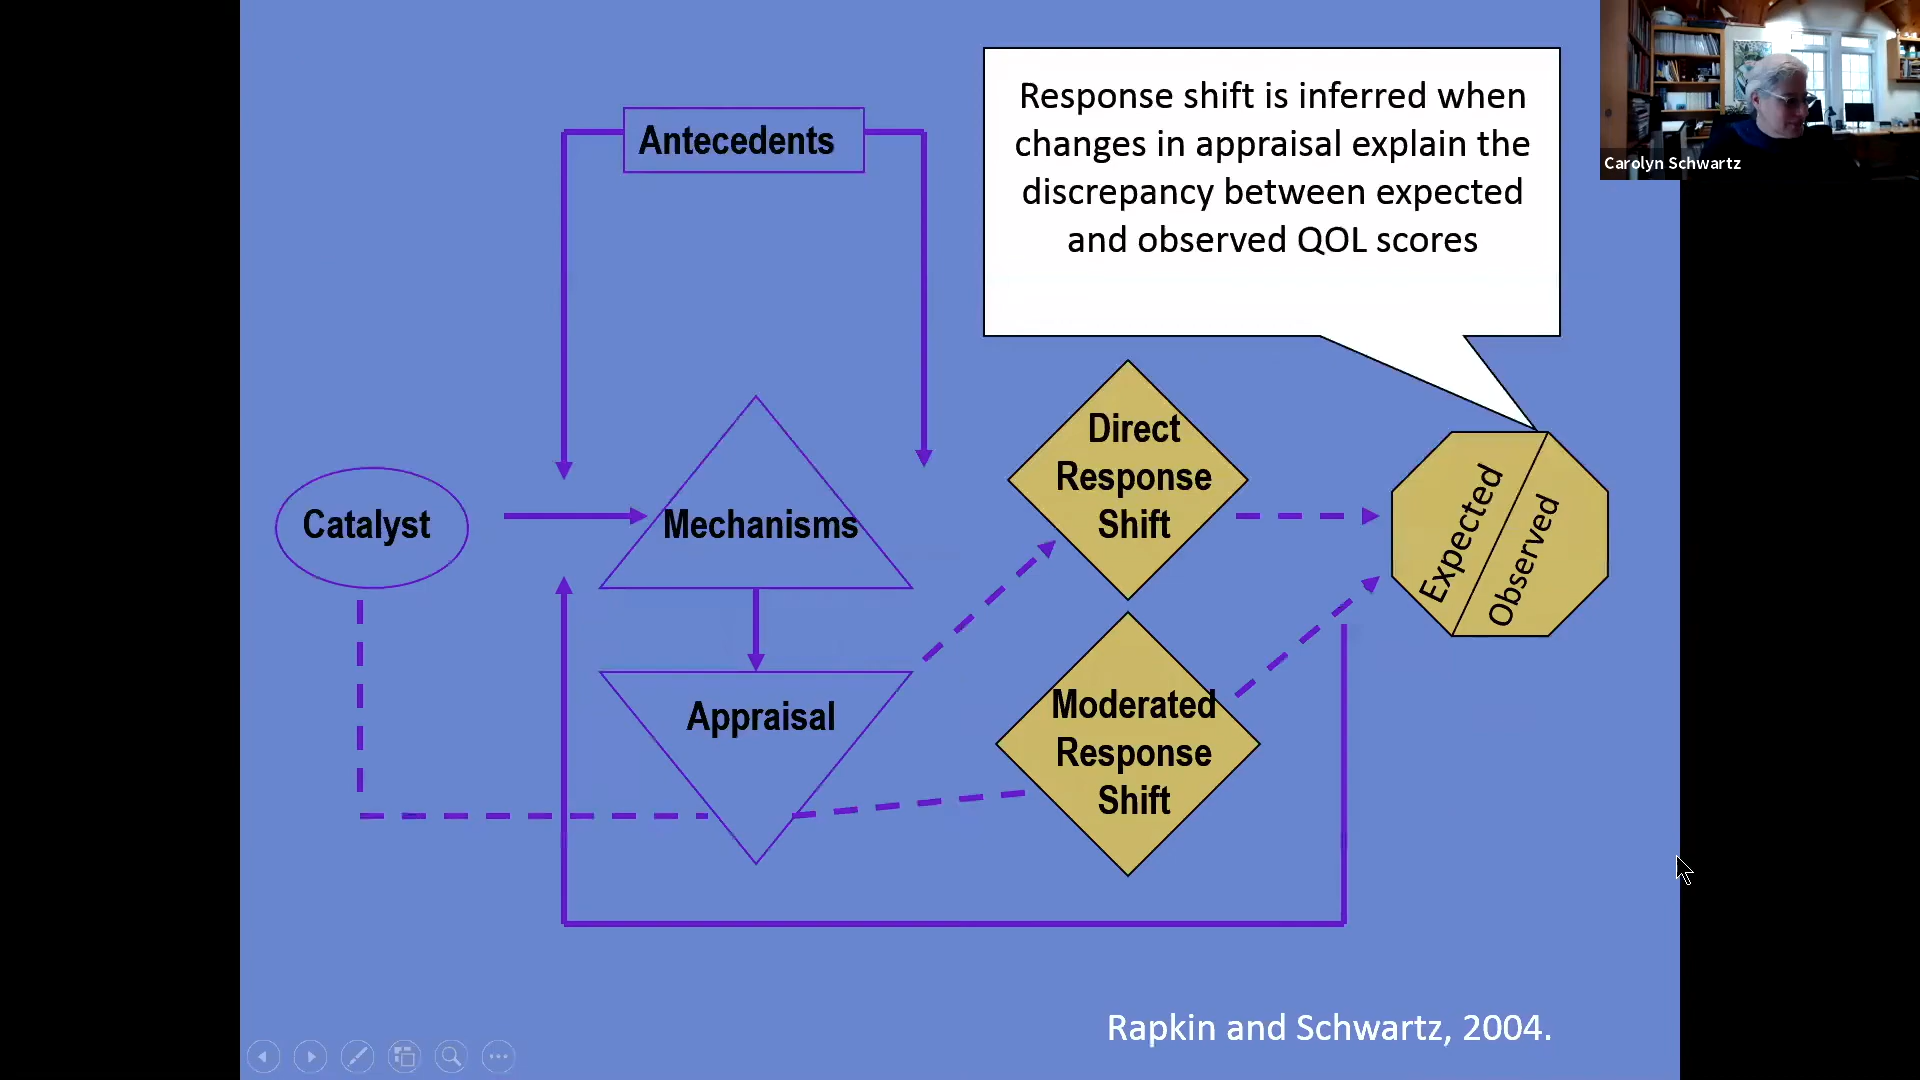 Antecedents
Response shift is inferred when
changes in appraisal explain the
discrepancy between expected
and observed QOL scores
Carolyn Schwartz
Catalyst
Mechanisms
Direct
Response
Shift
Expected
Observed
Appraisal
Moderated
Response
Shift
Rapkin and Schwartz, 2004.